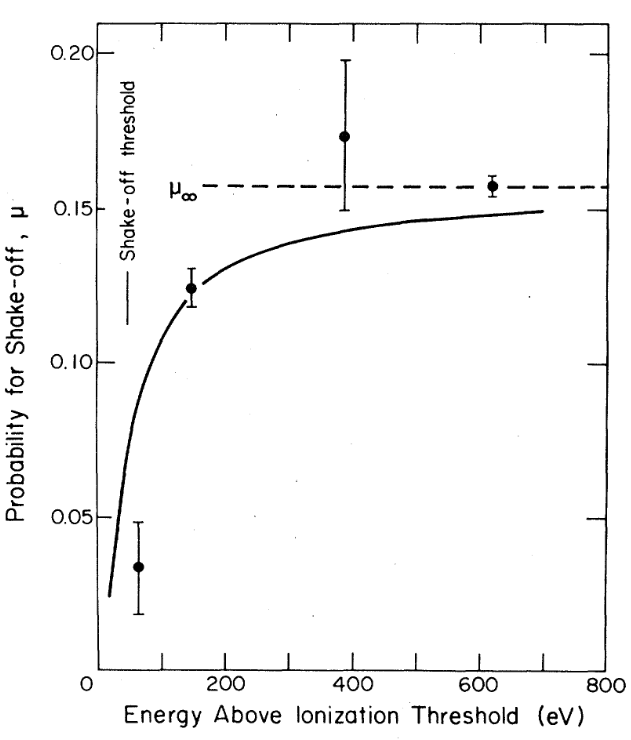 0.20
0.15
0.10
0.05
Probability for Shake-off, μ
Shake-off threshold
μ∞
0
200
400
600
800
Energy Above Ionization Threshold (eV)